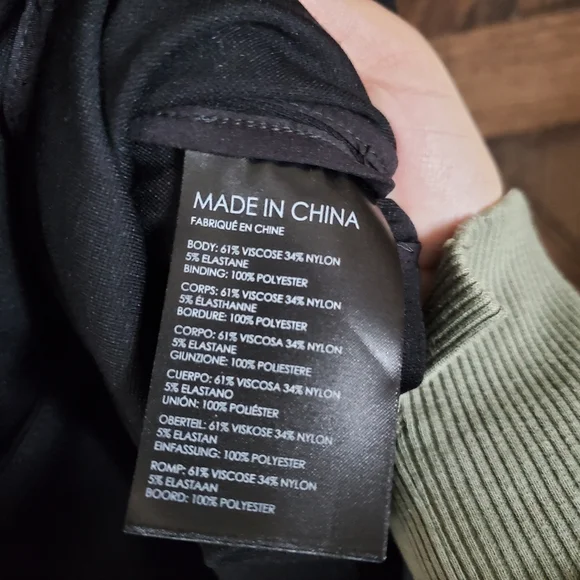 MADE IN CHINA
FABRIQUÉ EN CHINE
BODY: 61% VISCOSE 34% NYLON
5% ELASTANE
BINDING: 100% POLYESTER
CORPS: 61% VISCOSE 34% NYLON
5% ÉLASTHANNE
BORDURE: 100% POLYESTER
CORPO: 61% VISCOSA 34% NYLON
5% ELASTANE
GIUNZIONE: 100% POLIESTERE
CUERPO: 61% VISCOSA 34% NYLON
5% ELASTANO
UNIÓN: 100% POLIÉSTER
OBERTEIL: 61% VISKOSE 34% NYLON
5% ELASTAN
EINFASSUNG: 100% POLYESTER
ROMP: 61% VISCOSE 34% NYLON
5% ELASTAAN
BOORD: 100% POLYESTER